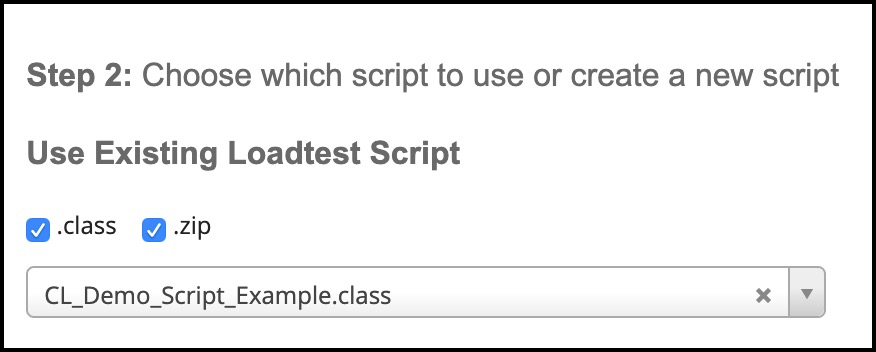 Step 2: Choose which script to use or create a new script
Use Existing Loadtest Script
.class .zip
CL_Demo_Script_Example.class